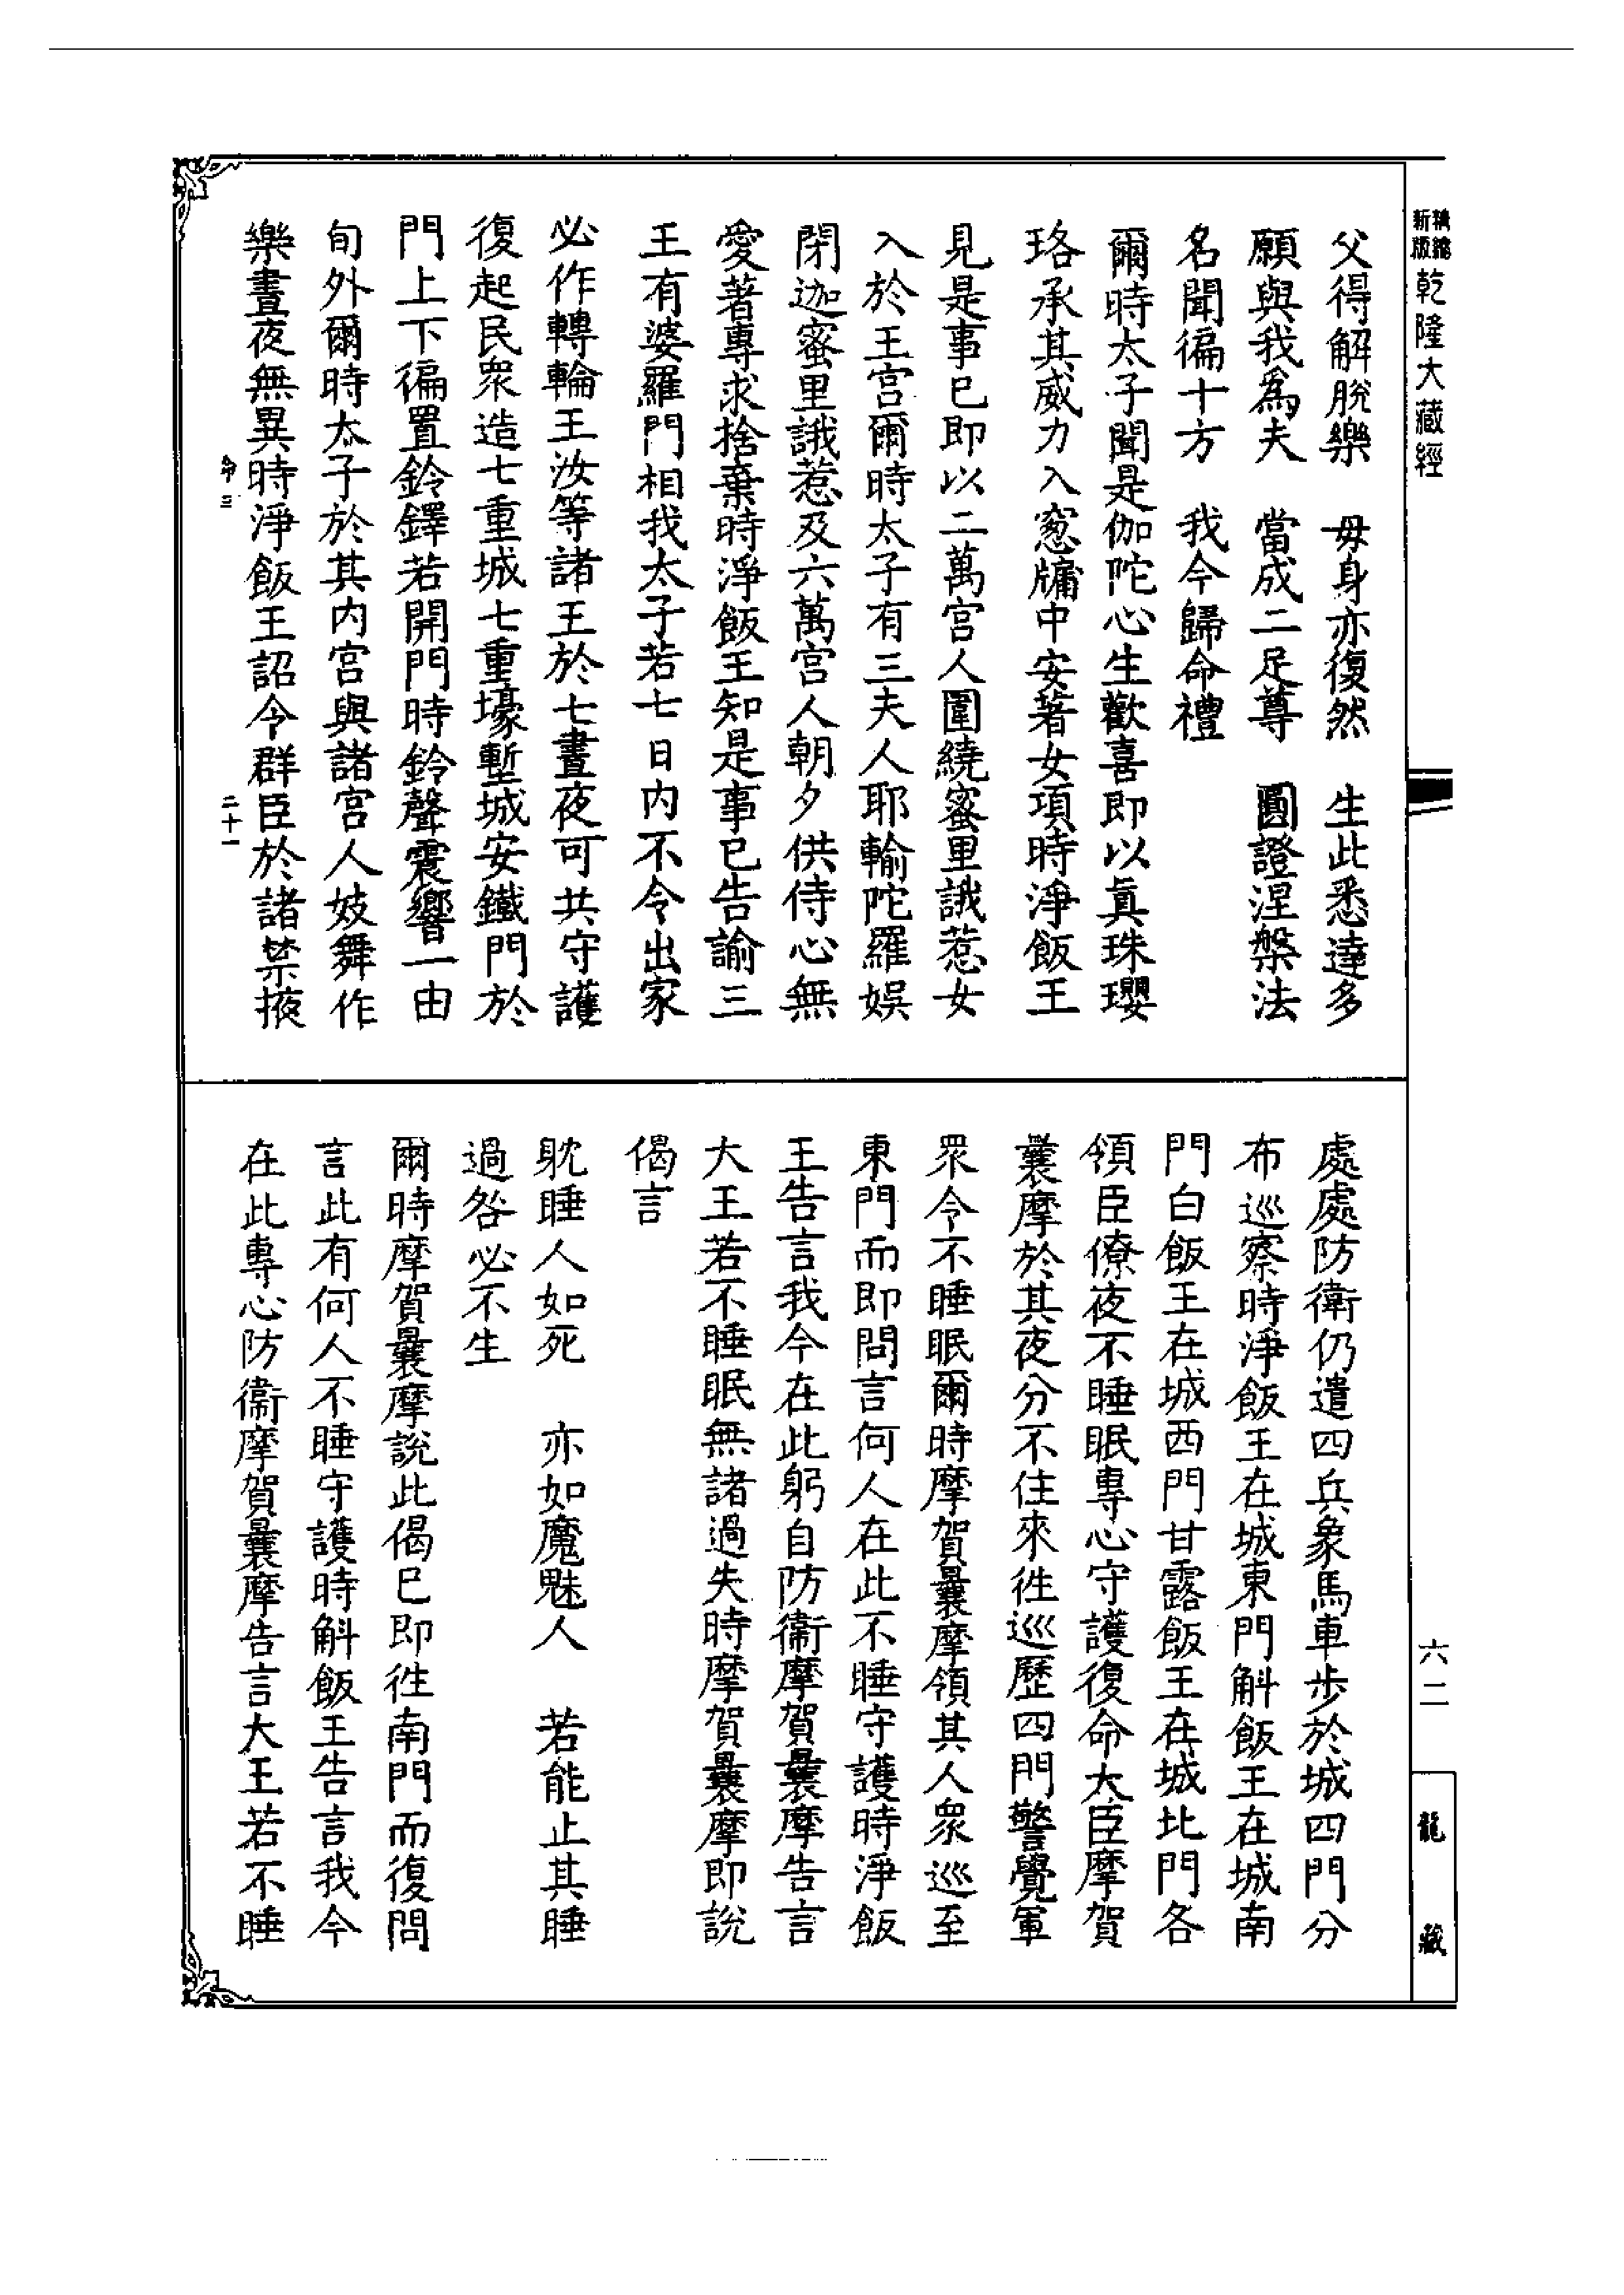 精縮新版乾隆大藏經
父得解脫樂　毋身亦復然　生此悉達多
願與我為夫　當成二足尊　圓證涅槃法
名聞徧十方　我今歸命禮
爾時太子聞是伽陀心生歡喜即以眞珠瓔
珞承其威力入窻牖中安著女項時淨飯王
見是事已即以二萬宮人圍繞蜜里誐惹女
入於王宮爾時太子有三夫人耶輸陀羅娛
閉迦蜜里誐惹及六萬宮人朝夕供侍心無
愛著專求捨棄時淨飯王知是事已告諭三
王有婆羅門相我太子若七日内不令出家
必作轉輪王汝等諸王於七晝夜可共守護
復起民眾造七重城七重壕塹城安鐵門於
門上下徧置鈴鐸若開門時鈴聲震響一由
旬外爾時太子於其内宮與諸宮人妓舞作
樂晝夜無異時淨飯王詔令群臣於諸禁掖
命三　二十一
處處防衛仍遣四兵象馬車步於城四門分
布巡察時淨飯王在城東門斛飯王在城南
門白飯王在城西門甘露飯王在城北門各
領臣僚夜不睡眠專心守護復命大臣摩賀
曩摩於其夜分不住來徃巡歷四門警覺軍
眾令不睡眠爾時摩賀曩摩領其人眾巡至
東門而即問言何人在此不睡守護時淨飯
王告言我今在此躬自防衞摩賀曩摩告言
大王若不睡眠無諸過失時摩賀曩摩即說
偈言
躭睡人如死　亦如魔魅人　若能止其睡
過咎必不生
爾時摩賀曩摩說此偈已即徃南門而復問
言此有何人不睡守護時斛飯王告言我今
在此專心防衞摩賀曩摩告言大王若不睡
六二
龍藏